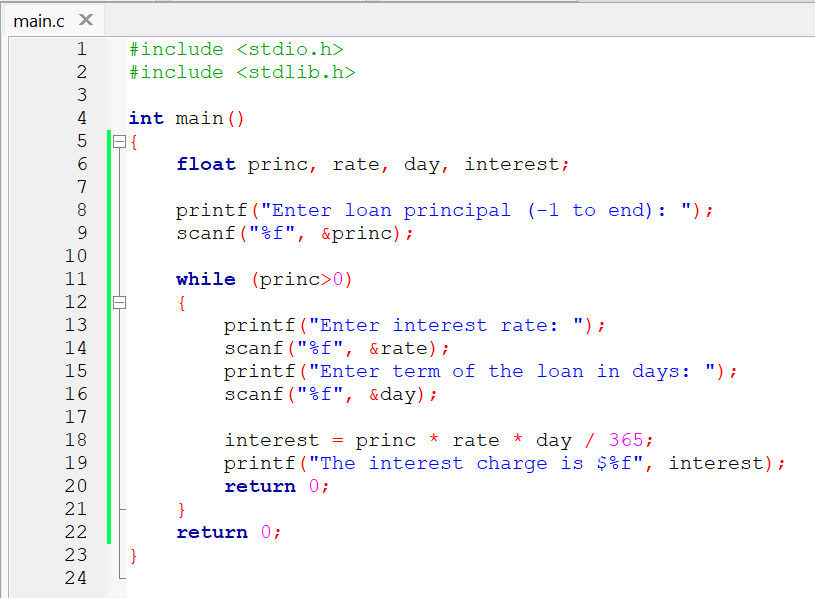 main.c ✕
1 #include <stdio.h>
2 #include <stdlib.h>
3
4 int main()
5 {
6     float princ, rate, day, interest;
7
8     printf("Enter loan principal (-1 to end): ");
9     scanf("%f", &princ);
10
11     while (princ>0)
12     {
13         printf("Enter interest rate: ");
14         scanf("%f", &rate);
15         printf("Enter term of the loan in days: ");
16         scanf("%f", &day);
17
18         interest = princ * rate * day / 365;
19         printf("The interest charge is $%f", interest);
20         return 0;
21     }
22     return 0;
23 }
24